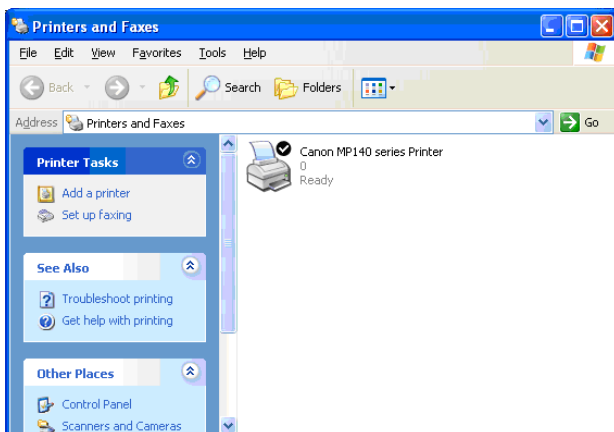 Printers and Faxes
File Edit View Favorites Tools Help
Back Search Folders
Address Printers and Faxes Go
Printer Tasks
Add a printer
Set up faxing
See Also
Troubleshoot printing
Get help with printing
Other Places
Control Panel
Scanners and Cameras
Canon MP140 series Printer
0
Ready